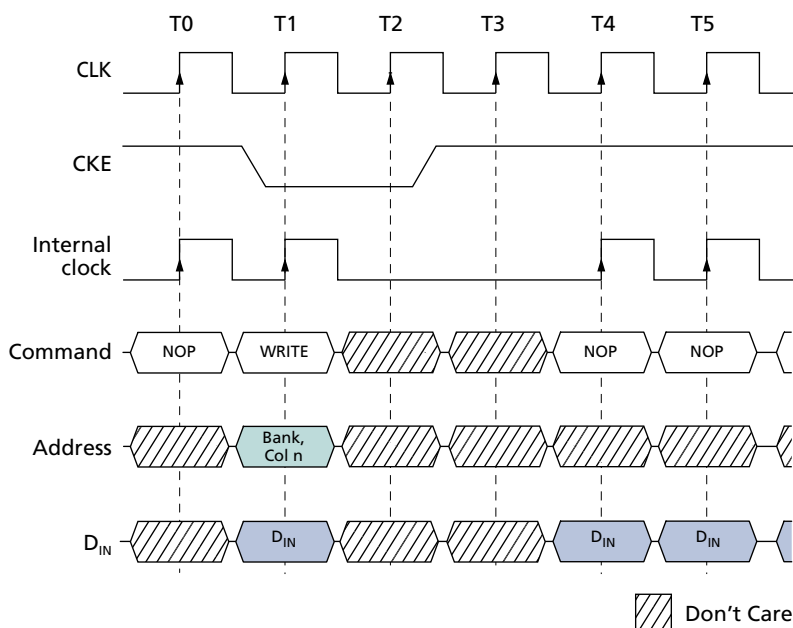 T0 T1 T2 T3 T4 T5
CLK
CKE
Internal
clock
Command NOP WRITE NOP NOP
Address Bank,
Col n
DIN DIN DIN DIN
Don't Care